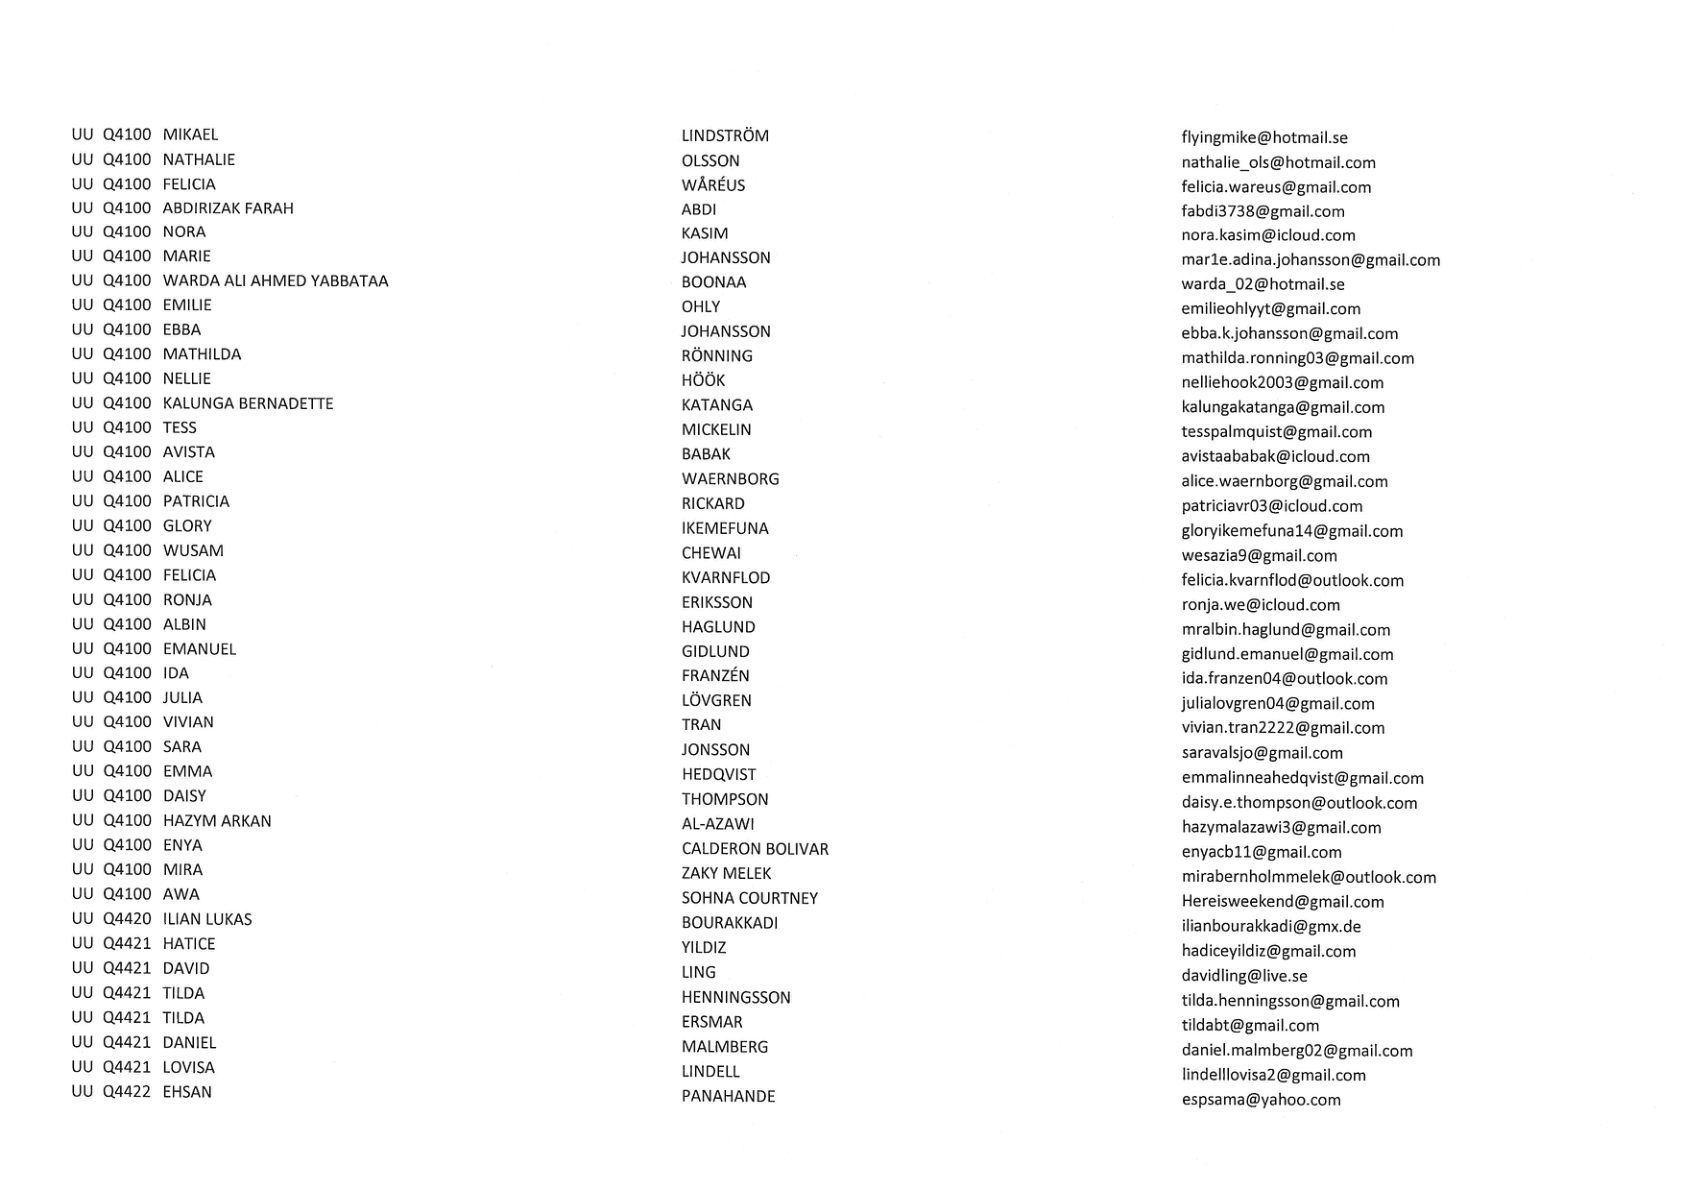 UU Q4100 MIKAEL LINDSTRÖM flyingmike@hotmail.se
UU Q4100 NATHALIE OLSSON nathalie_ols@hotmail.com
UU Q4100 FELICIA WÅRÉUS felicia.wareus@gmail.com
UU Q4100 ABDIRIZAK FARAH ABDI fabdi3738@gmail.com
UU Q4100 NORA KASIM nora.kasim@icloud.com
UU Q4100 MARIE JOHANSSON mar1e.adina.johansson@gmail.com
UU Q4100 WARDA ALI AHMED YABBATAA BOONAA warda_02@hotmail.se
UU Q4100 EMILIE OHLY emilieohlyyt@gmail.com
UU Q4100 EBBA JOHANSSON ebba.k.johansson@gmail.com
UU Q4100 MATHILDA RÖNNING mathilda.ronning03@gmail.com
UU Q4100 NELLIE HÖÖK nelliehook2003@gmail.com
UU Q4100 KALUNGA BERNADETTE KATANGA kalungakatanga@gmail.com
UU Q4100 TESS MICKELIN tesspalmquist@gmail.com
UU Q4100 AVISTA BABAK avistaababak@icloud.com
UU Q4100 ALICE WAERNBORG alice.waernborg@gmail.com
UU Q4100 PATRICIA RICKARD patriciavr03@icloud.com
UU Q4100 GLORY IKEMEFUNA gloryikemefuna14@gmail.com
UU Q4100 WUSAM CHEWAI wesazia9@gmail.com
UU Q4100 FELICIA KVARNFLOD felicia.kvarnflod@outlook.com
UU Q4100 RONJA ERIKSSON ronja.we@icloud.com
UU Q4100 ALBIN HAGLUND mralbin.haglund@gmail.com
UU Q4100 EMANUEL GIDLUND gidlund.emanuel@gmail.com
UU Q4100 IDA FRANZÉN ida.franzen04@outlook.com
UU Q4100 JULIA LÖVGREN julialovgren04@gmail.com
UU Q4100 VIVIAN TRAN vivian.tran2222@gmail.com
UU Q4100 SARA JONSSON saravalsjo@gmail.com
UU Q4100 EMMA HEDQVIST emmalinneahedqvist@gmail.com
UU Q4100 DAISY THOMPSON daisy.e.thompson@outlook.com
UU Q4100 HAZYM ARKAN AL-AZAWI hazymalazawi3@gmail.com
UU Q4100 ENYA CALDERON BOLIVAR enyacb11@gmail.com
UU Q4100 MIRA ZAKY MELEK mirabernholmmelek@outlook.com
UU Q4100 AWA SOHNA COURTNEY Hereisweekend@gmail.com
UU Q4420 ILIAN LUKAS BOURAKKADI ilianbourakkadi@gmx.de
UU Q4421 HATICE YILDIZ hadiceyildiz@gmail.com
UU Q4421 DAVID LING davidling@live.se
UU Q4421 TILDA HENNINGSSON tilda.henningsson@gmail.com
UU Q4421 TILDA ERSMAR tildabt@gmail.com
UU Q4421 DANIEL MALMBERG daniel.malmberg02@gmail.com
UU Q4421 LOVISA LINDELL lindelllovisa2@gmail.com
UU Q4422 EHSAN PANAHANDE espsama@yahoo.com